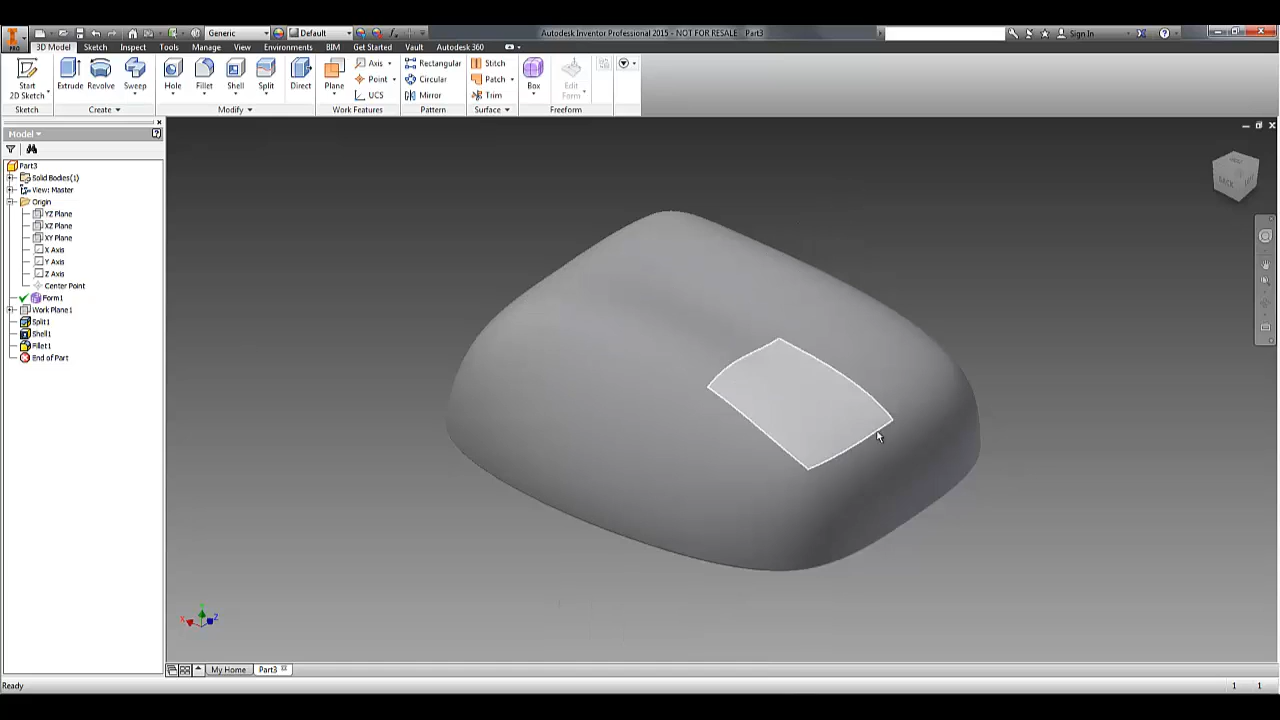 Generic
Default
Autodesk Inventor Professional 2015 - NOT FOR RESALE Part3
Sign In
PRO
3D Model Sketch Inspect Tools Manage View Environments BIM Get Started Vault Autodesk 360
Start
2D Sketch
Extrude Revolve Sweep
Hole Fillet Shell Split Direct
Plane
Axis
Point
UCS
Rectangular
Circular
Mirror
Stitch
Patch
Trim
Box
Edit
Form
Sketch Create Modify Work Features Pattern Surface Freeform
Model
Part3
Solid Bodies(1)
View: Master
Origin
YZ Plane
XZ Plane
XY Plane
X Axis
Y Axis
Z Axis
Center Point
Form1
Work Plane1
Split1
Shell1
Fillet1
End of Part
BACK
X
Z
My Home Part3
Ready
1 1